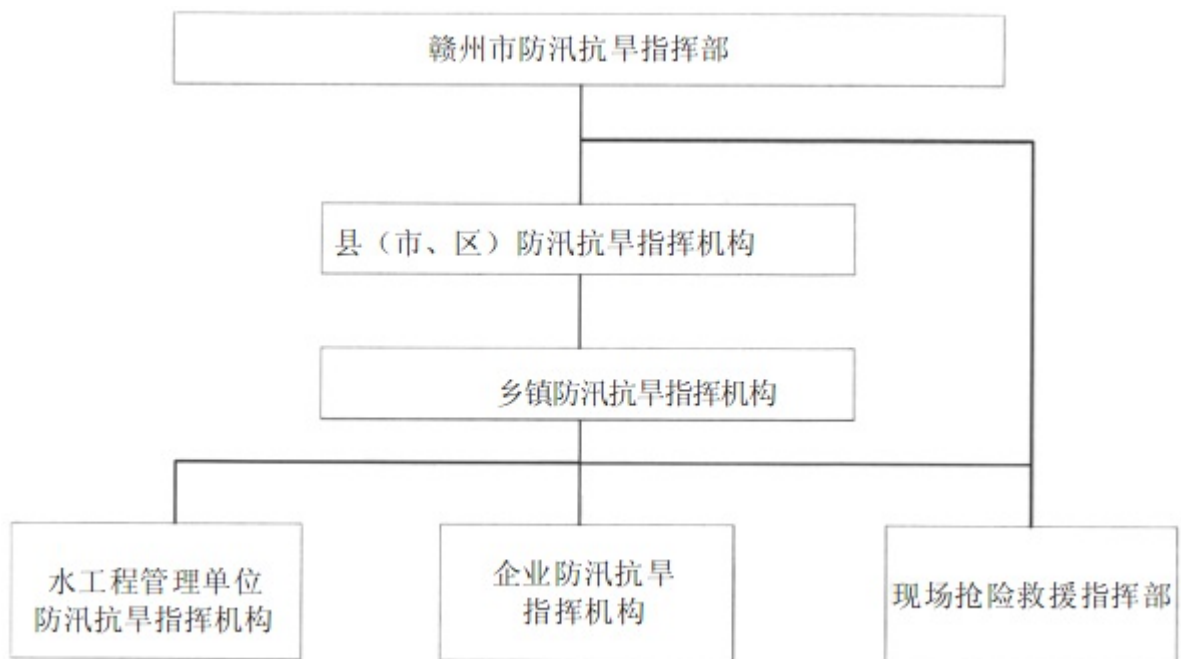 赣州市防汛抗旱指挥部
县（市、区）防汛抗旱指挥机构
乡镇防汛抗旱指挥机构
水工程管理单位
防汛抗旱指挥机构
企业防汛抗旱
指挥机构
现场抢险救援指挥部